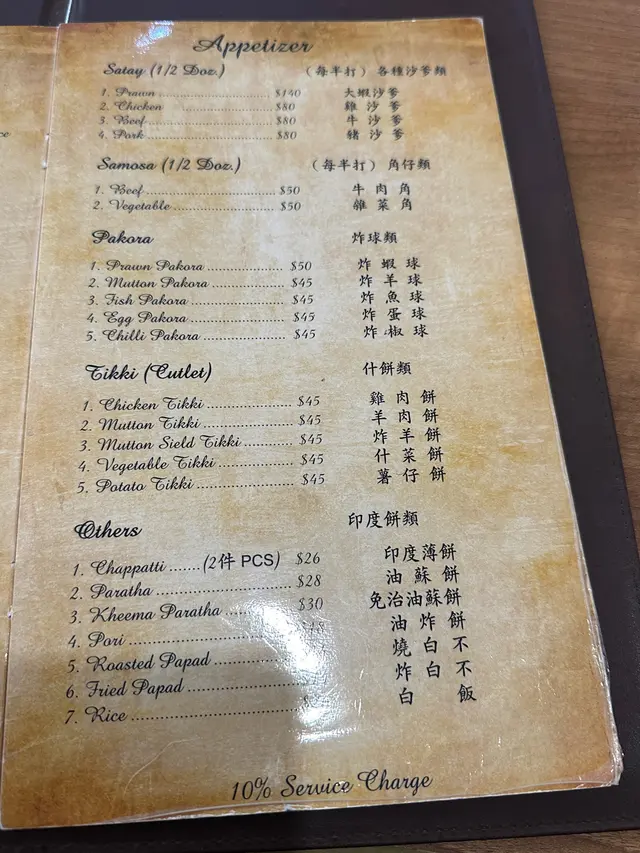 Appetizer
Satay (1/2 Doz.) （每半打）各種沙爹類
1. Prawn $140 大蝦沙爹
2. Chicken $80 雞沙爹
3. Beef $80 牛沙爹
4. Pork $80 豬沙爹
Samosa (1/2 Doz.) （每半打）角仔類
1. Beef $50 牛肉角
2. Vegetable $50 雜菜角
Pakora 炸球類
1. Prawn Pakora $50 炸蝦球
2. Mutton Pakora $45 炸羊球
3. Fish Pakora $45 炸魚球
4. Egg Pakora $45 炸蛋球
5. Chilli Pakora $45 炸椒球
Tikki (Cutlet) 什餅類
1. Chicken Tikki $45 雞肉餅
2. Mutton Tikki $45 羊肉餅
3. Mutton Sield Tikki $45 炸羊餅
4. Vegetable Tikki $45 什菜餅
5. Potato Tikki $45 薯仔餅
Others 印度餅類
1. Chappatti (2件 PCS) $26 印度薄餅
2. Paratha $28 油蘇餅
3. Kheema Paratha $30 免治油蘇餅
4. Pori 油炸餅
5. Roasted Papad 燒白不
6. Fried Papad 炸白不
7. Rice 白飯
10% Service Charge